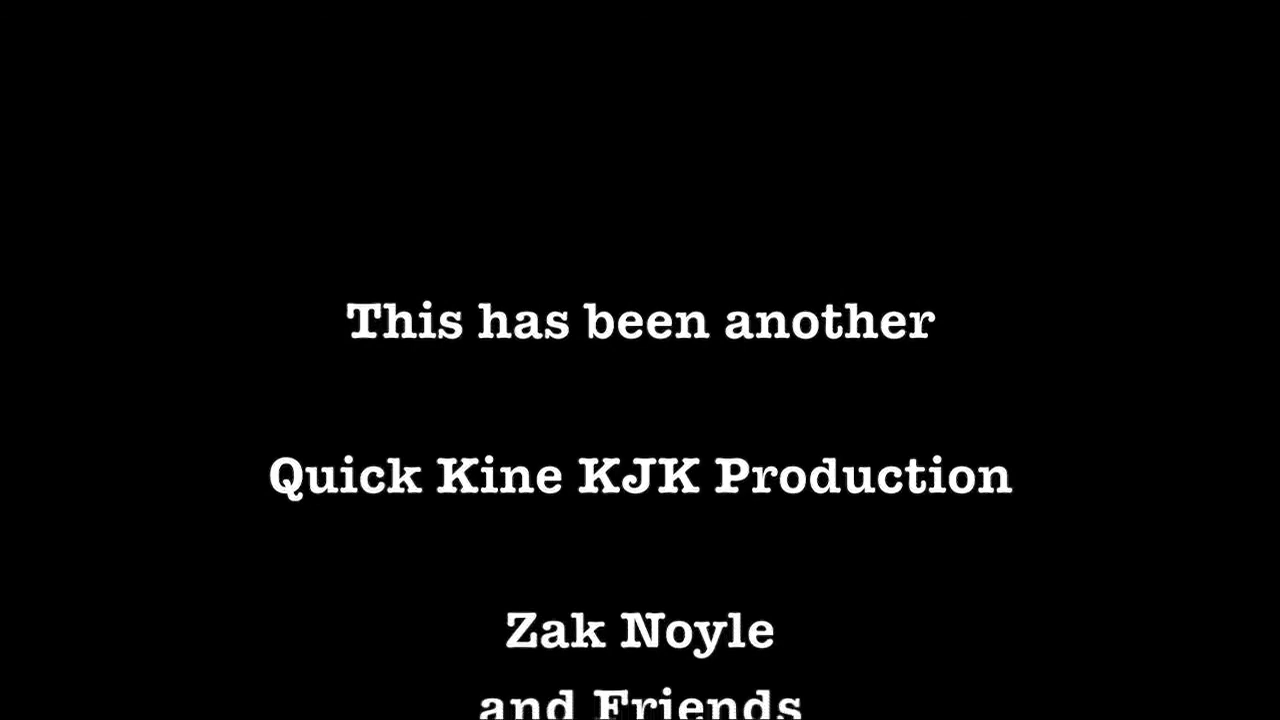 This has been another
Quick Kine KJK Production
Zak Noyle
and Friends